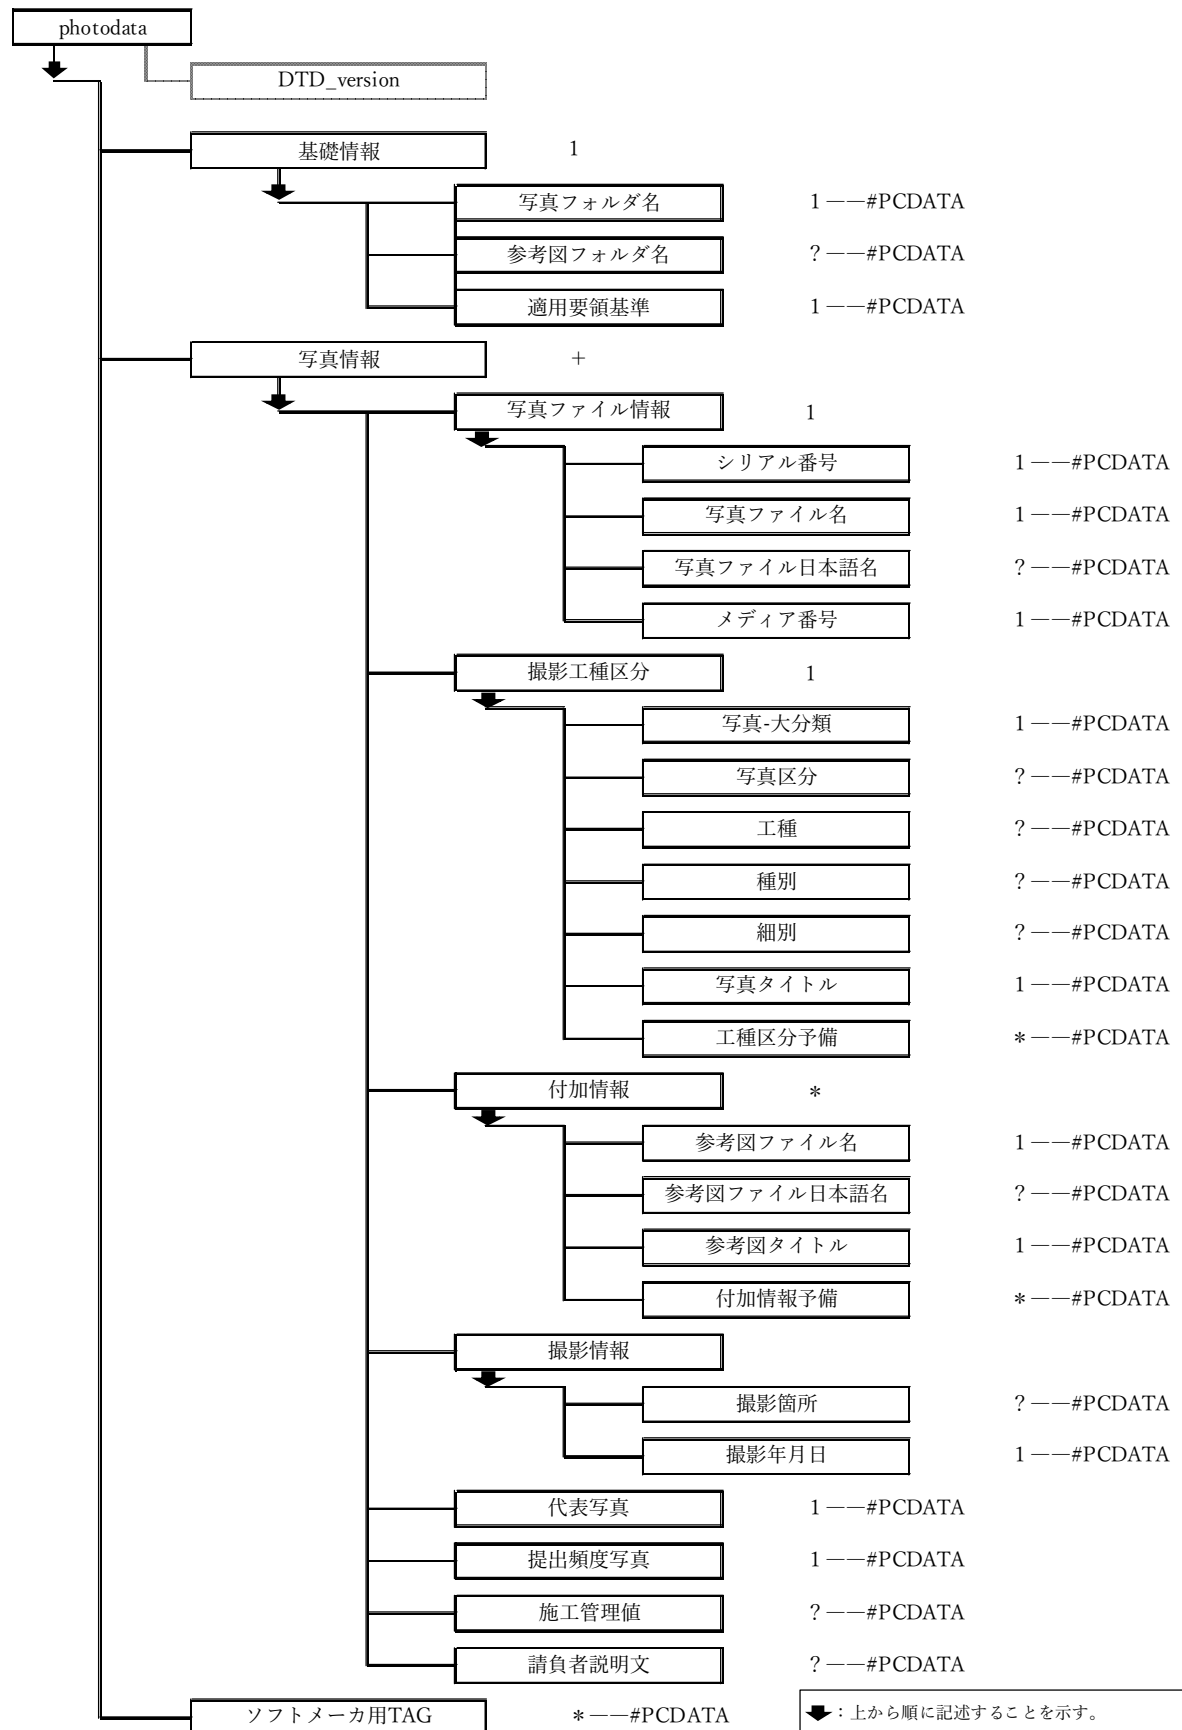 photodata
DTD_version
基礎情報 1
写真フォルダ名 1 ――#PCDATA
参考図フォルダ名 ? ――#PCDATA
適用要領基準 1 ――#PCDATA
写真情報 +
写真ファイル情報 1
シリアル番号 1 ――#PCDATA
写真ファイル名 1 ――#PCDATA
写真ファイル日本語名 ? ――#PCDATA
メディア番号 1 ――#PCDATA
撮影工種区分 1
写真-大分類 1 ――#PCDATA
写真区分 ? ――#PCDATA
工種 ? ――#PCDATA
種別 ? ――#PCDATA
細別 ? ――#PCDATA
写真タイトル 1 ――#PCDATA
工種区分予備 * ――#PCDATA
付加情報 *
参考図ファイル名 1 ――#PCDATA
参考図ファイル日本語名 ? ――#PCDATA
参考図タイトル 1 ――#PCDATA
付加情報予備 * ――#PCDATA
撮影情報
撮影箇所 ? ――#PCDATA
撮影年月日 1 ――#PCDATA
代表写真 1 ――#PCDATA
提出頻度写真 1 ――#PCDATA
施工管理値 ? ――#PCDATA
請負者説明文 ? ――#PCDATA
ソフトメーカ用TAG * ――#PCDATA
：上から順に記述することを示す。